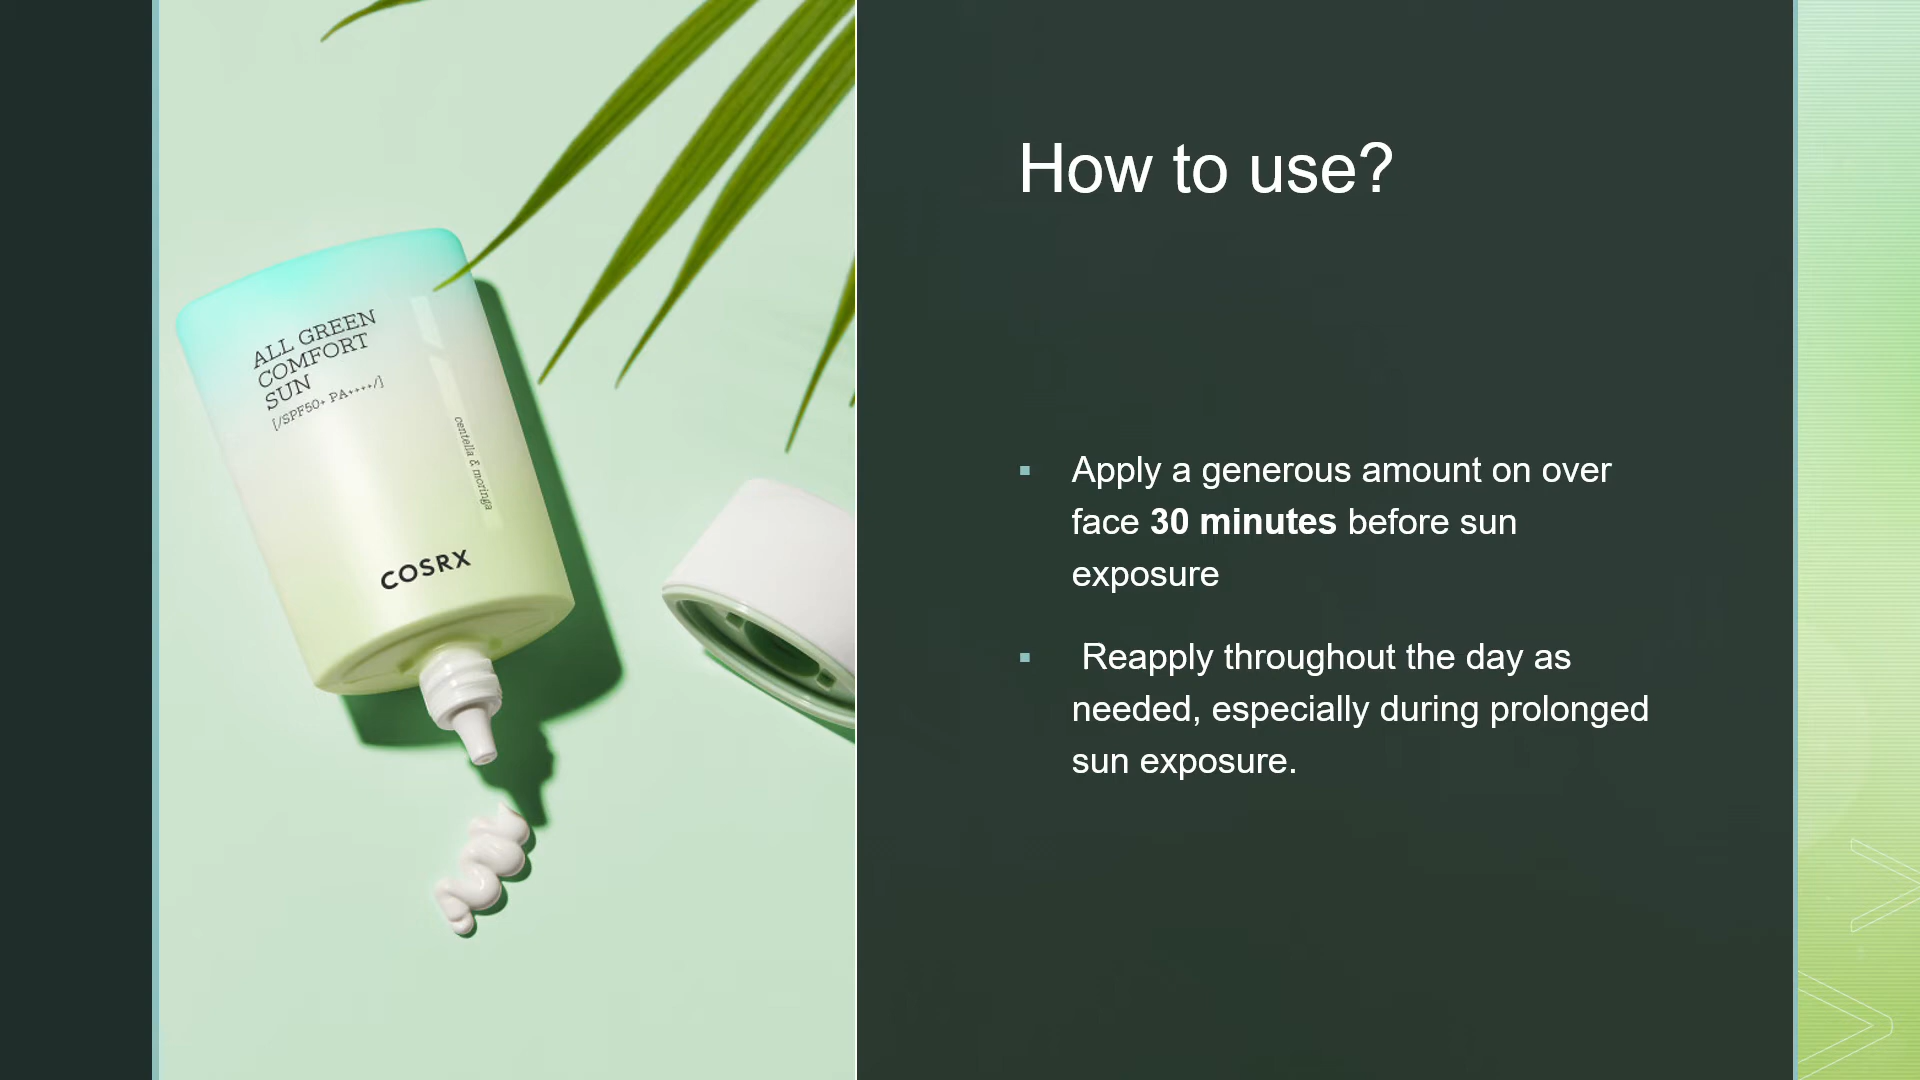 ALL GREEN
COMFORT
SUN
[/SPF50+ PA++++/]
centella & moringa
COSRX
How to use?
▪ Apply a generous amount on over
face 30 minutes before sun
exposure
▪ Reapply throughout the day as
needed, especially during prolonged
sun exposure.